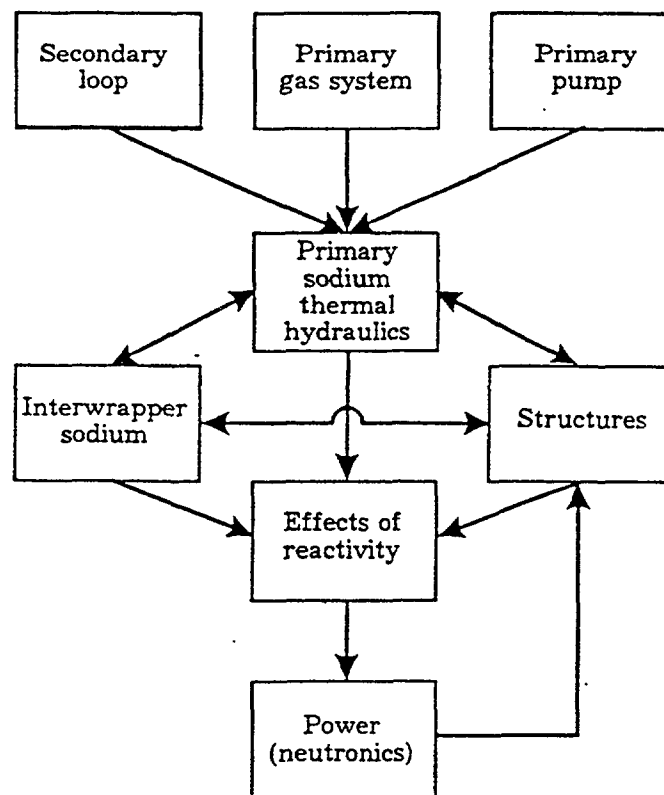 Secondary
loop
Primary
gas system
Primary
pump
Primary
sodium
thermal
hydraulics
Interwrapper
sodium
Structures
Effects of
reactivity
Power
(neutronics)